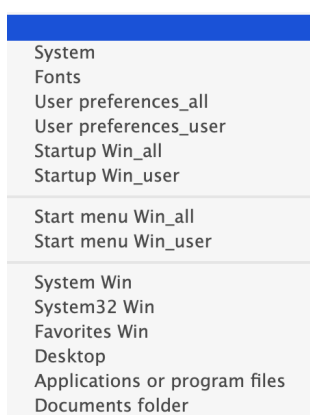 System
Fonts
User preferences_all
User preferences_user
Startup Win_all
Startup Win_user
Start menu Win_all
Start menu Win_user
System Win
System32 Win
Favorites Win
Desktop
Applications or program files
Documents folder